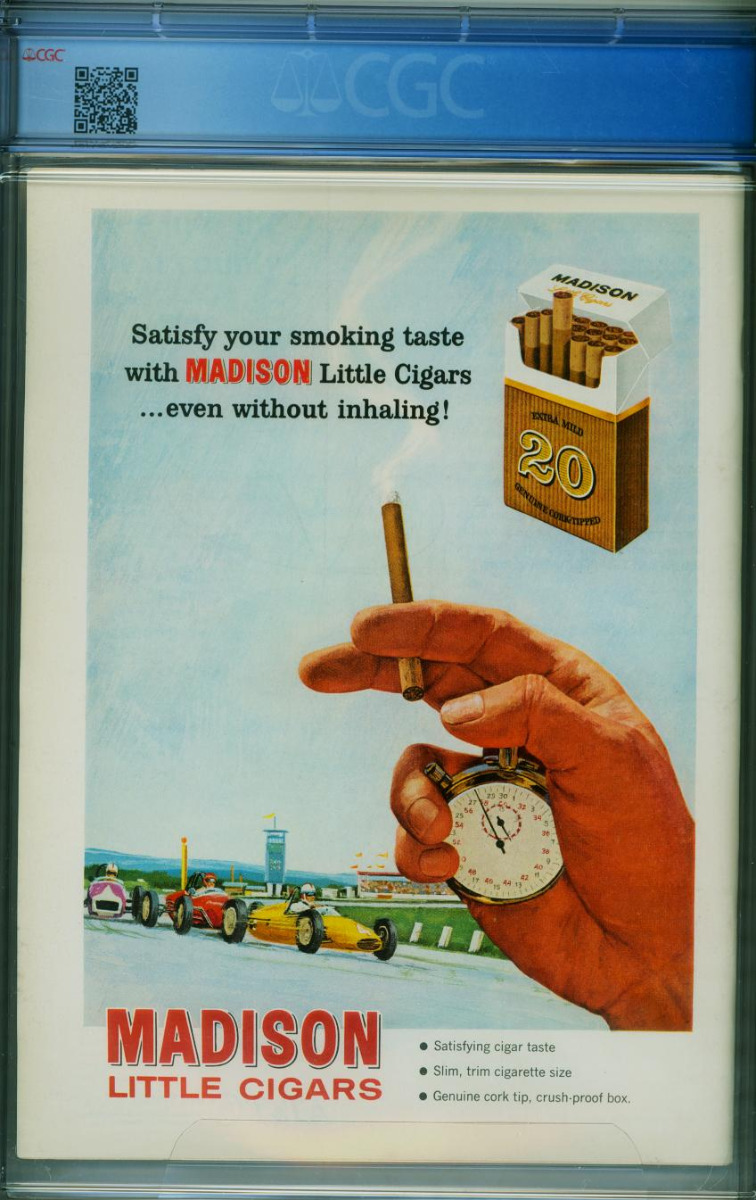 CGC
CGC
Satisfy your smoking taste
with MADISON Little Cigars
...even without inhaling!
MADISON
Little Cigars
EXTRA MILD
20
GENUINE CORK-TIPPED
MADISON
LITTLE CIGARS
● Satisfying cigar taste
● Slim, trim cigarette size
● Genuine cork tip, crush-proof box.